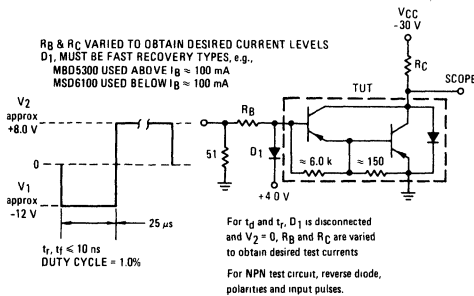 VCC
-30 V
RB & RC VARIED TO OBTAIN DESIRED CURRENT LEVELS
D1, MUST BE FAST RECOVERY TYPES, e.g.,
MBD5300 USED ABOVE IB ≈ 100 mA
MSD6100 USED BELOW IB ≈ 100 mA
RC
SCOPE
TUT
V2
approx
+8.0 V
RB
51
D1
≈ 6.0 k
≈ 150
0
+4 0 V
V1
approx
-12 V
25 μs
tr, tf ≤ 10 ns
DUTY CYCLE = 1.0%
For td and tr, D1 is disconnected
and V2 = 0, RB and RC are varied
to obtain desired test currents
For NPN test circuit, reverse diode,
polarities and input pulses.